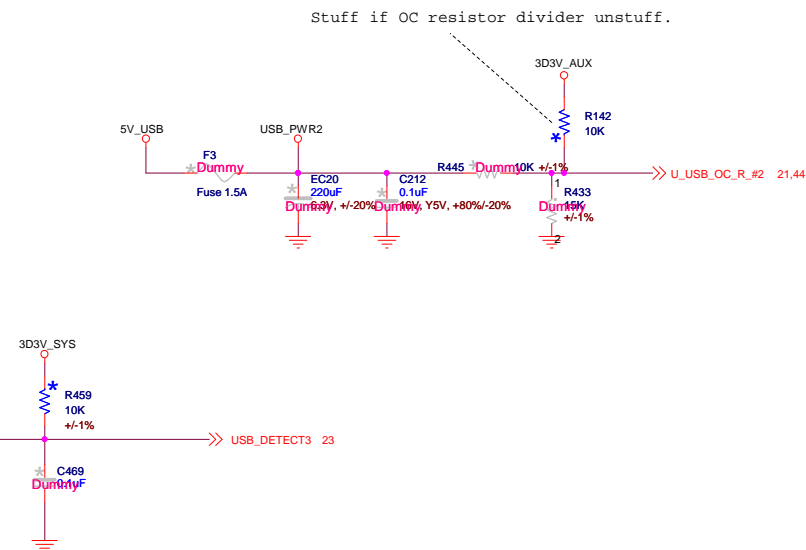 Stuff if OC resistor divider unstuff.
3D3V_AUX
R142
10K
5V_USB
USB_PWR2
F3
Dummy
Fuse 1.5A
EC20
220uF
Dummy
6.3V, +/-20%
C212
0.1uF
Dummy
16V, Y5V, +80%/-20%
R445
Dummy
10K +/-1%
U_USB_OC_R_#2 21,44
1
R433
15K
Dummy
+/-1%
2
3D3V_SYS
R459
10K
+/-1%
USB_DETECT3 23
C469
0.1uF
Dummy